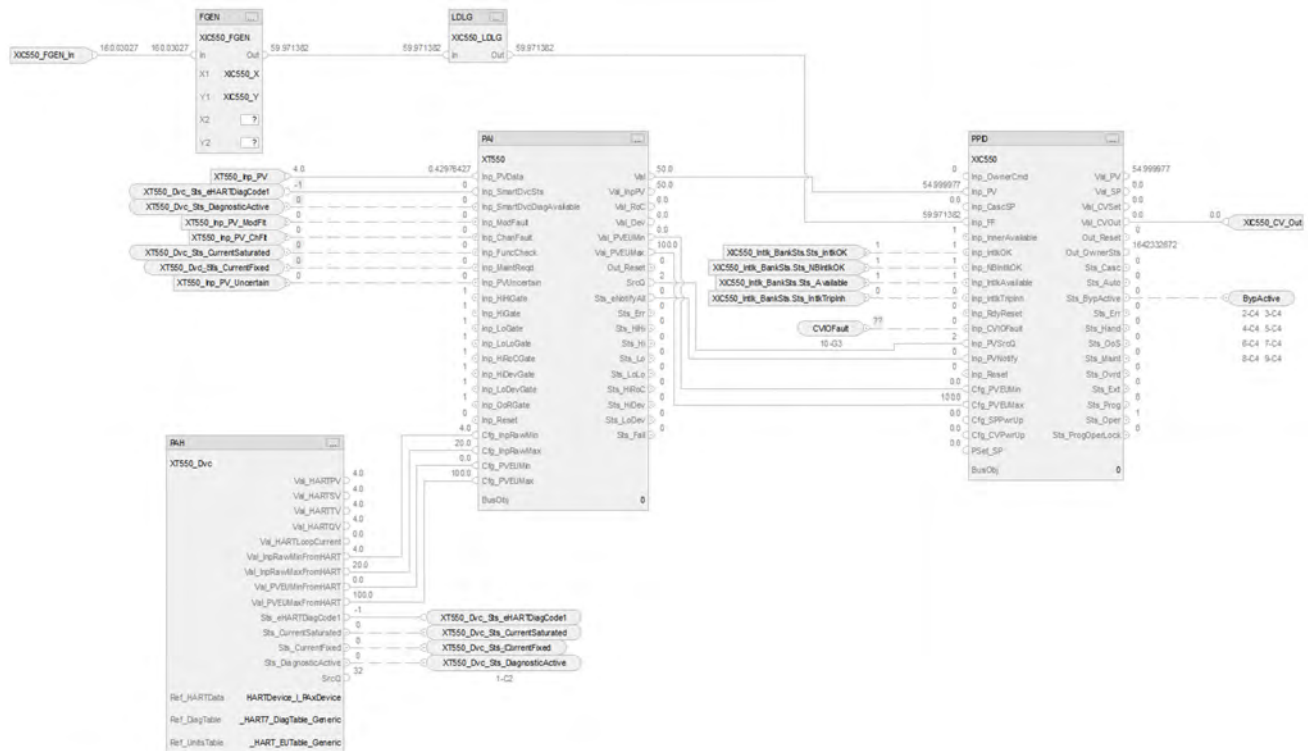 FGEN
XIC550_FGEN
XIC550_FGEN_In
160.03027
160.03027
In
Out
59.971382
X1 XIC550_X
Y1 XIC550_Y
X2 ?
Y2 ?
LDLG
XIC550_LDLG
59.971382
In
Out
59.971382
PAI
XT550
XT550_Inp_PV
4.0
0.42976427
Inp_PVData
Val
50.0
XT550_Dvc_Sts_eHARTDiagCode1
-1
0
Inp_SmartDvcSts
Val_InpPV
50.0
XT550_Dvc_Sts_DiagnosticActive
0
0
Inp_SmartDvcDiagAvailable
Val_RoC
0.0
XT550_Inp_PV_ModFlt
0
0
Inp_ModFault
Val_Dev
0.0
XT550_Inp_PV_ChFlt
0
0
Inp_ChanFault
Val_PVEUMin
0.0
XT550_Dvc_Sts_CurrentSaturated
0
0
Inp_FuncCheck
Val_PVEUMax
100.0
XT550_Dvc_Sts_CurrentFixed
0
Inp_MaintReqd
Out_Reset
0
XT550_Inp_PV_Uncertain
0
Inp_PVUncertain
SrcQ
2
Inp_HiHiGate
Sts_eNotifyAll
0
1
Inp_HiGate
Sts_Err
0
1
Inp_LoGate
Sts_HiHi
0
1
Inp_LoLoGate
Sts_Hi
0
1
Inp_HiRoCGate
Sts_Lo
0
1
Inp_HiDevGate
Sts_LoLo
0
1
Inp_LoDevGate
Sts_HiRoC
0
1
Inp_OoRGate
Sts_HiDev
0
0
Inp_Reset
Sts_LoDev
0
4.0
Cfg_InpRawMin
Sts_Fail
0
20.0
Cfg_InpRawMax
0.0
Cfg_PVEUMin
100.0
Cfg_PVEUMax
BusObj 0
PPID
XIC550
0
Inp_OwnerCmd
Val_PV
54.999977
54.999977
Inp_PV
Val_SP
0.0
Inp_CascSP
Val_CVSet
0.0
59.971382
Inp_FF
Val_CVOut
0.0
0.0
XIC550_CV_Out
1
Inp_InnerAvailable
Out_Reset
0
XIC550_Intlk_BankSts.Sts_IntlkOK
1
1
Inp_IntlkOK
Out_OwnerSts
1642332672
XIC550_Intlk_BankSts.Sts_NBIntlkOK
1
1
Inp_NBIntlkOK
Sts_Casc
0
XIC550_Intlk_BankSts.Sts_Available
1
1
Inp_IntlkAvailable
Sts_Auto
0
XIC550_Intlk_BankSts.Sts_IntlkTripInh
0
0
Inp_IntlkTripInh
Sts_BypActive
0
BypActive
2-C4 3-C4
4-C4 5-C4
6-C4 7-C4
8-C4 9-C4
Inp_RdyReset
Sts_Err
0
CVIOFault
??
10-G3
0
Inp_CVIOFault
Sts_Hand
0
2
Inp_PVSrcQ
Sts_OoS
0
0
Inp_PVNotify
Sts_Maint
0
0
Inp_Reset
Sts_Ovrd
0
0.0
Cfg_PVEUMin
Sts_Ext
0
100.0
Cfg_PVEUMax
Sts_Prog
0
0.0
Cfg_SPPwrUp
Sts_Oper
1
0.0
Cfg_CVPwrUp
Sts_ProgOperLock
0
0.0
PSet_SP
BusObj 0
PAH
XT550_Dvc
Val_HARTPV
4.0
Val_HARTSV
4.0
Val_HARTTV
4.0
Val_HARTQV
4.0
Val_HARTLoopCurrent
0.0
Val_InpRawMinFromHART
4.0
Val_InpRawMaxFromHART
20.0
Val_PVEUMinFromHART
0.0
Val_PVEUMaxFromHART
100.0
Sts_eHARTDiagCode1
-1
XT550_Dvc_Sts_eHARTDiagCode1
Sts_CurrentSaturated
0
XT550_Dvc_Sts_CurrentSaturated
Sts_CurrentFixed
0
XT550_Dvc_Sts_CurrentFixed
Sts_DiagnosticActive
0
XT550_Dvc_Sts_DiagnosticActive
1-C2
SrcQ
32
Ref_HARTData HARTDevice_I_PAxDevice
Ref_DiagTable _HART7_DiagTable_Generic
Ref_UnitsTable _HART_EUTable_Generic